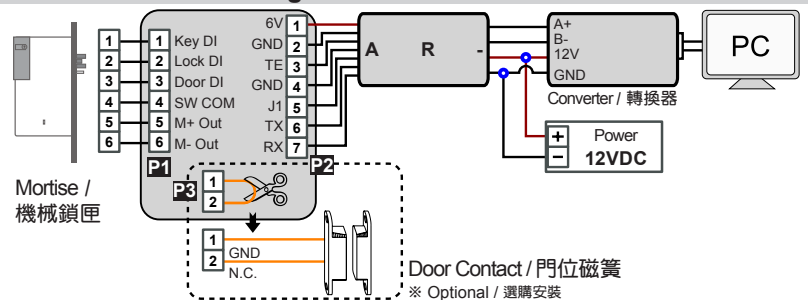 1 1 Key DI
2 2 Lock DI
3 3 Door DI
4 4 SW COM
5 5 M+ Out
6 6 M- Out
P1
Mortise /
機械鎖匣
6V 1
GND 2
TE 3
GND 4
J1 5
TX 6
RX 7
P2
P3
1
2
1 GND
2 N.C.
Door Contact / 門位磁簧
※ Optional / 選購安裝
A R -
A+
B-
12V
GND
Converter / 轉換器
PC
+ Power
- 12VDC